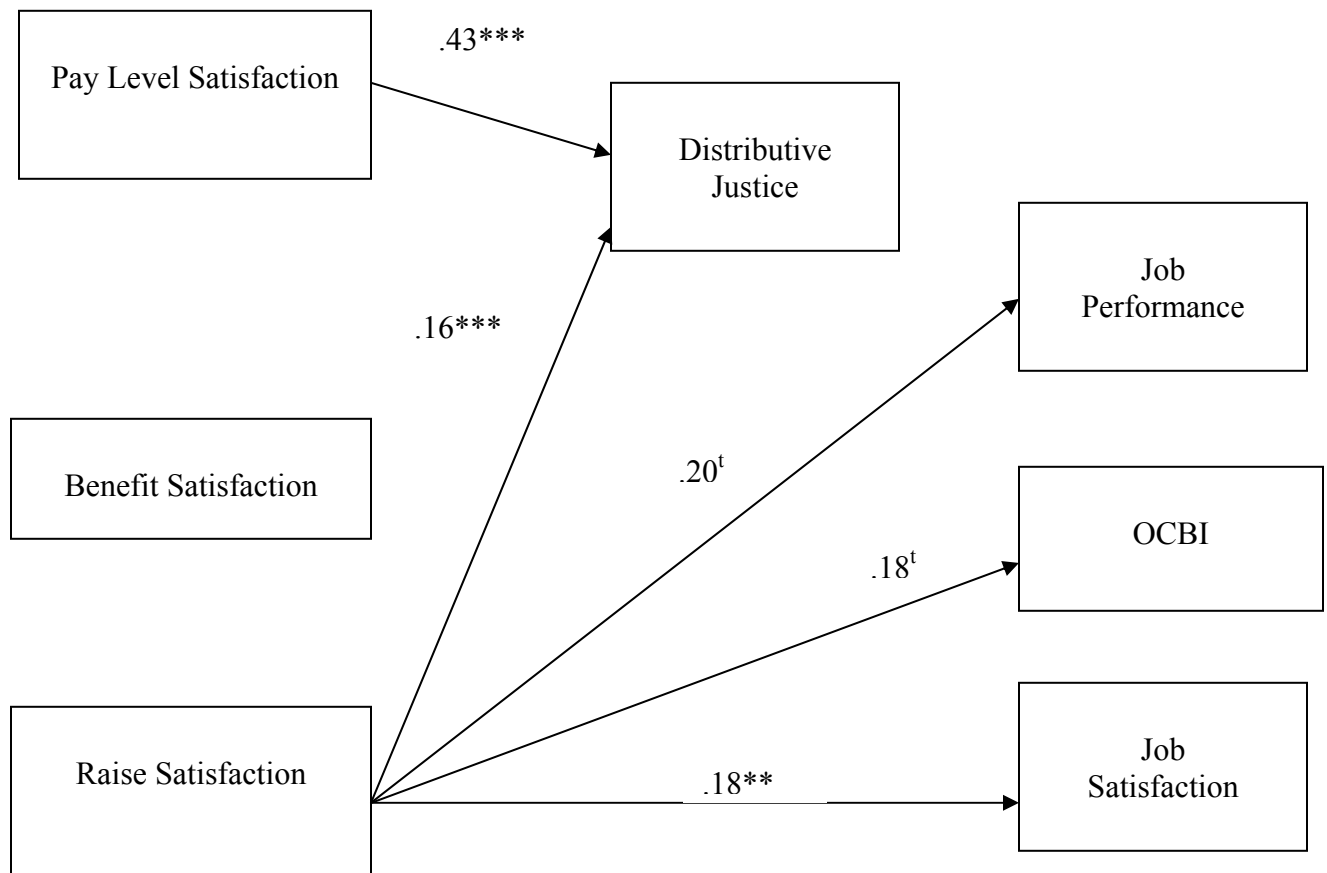 .43***
Pay Level Satisfaction
Distributive
Justice
Job
Performance
.16***
.20ᵗ
Benefit Satisfaction
OCBI
.18ᵗ
Raise Satisfaction
.18**
Job
Satisfaction